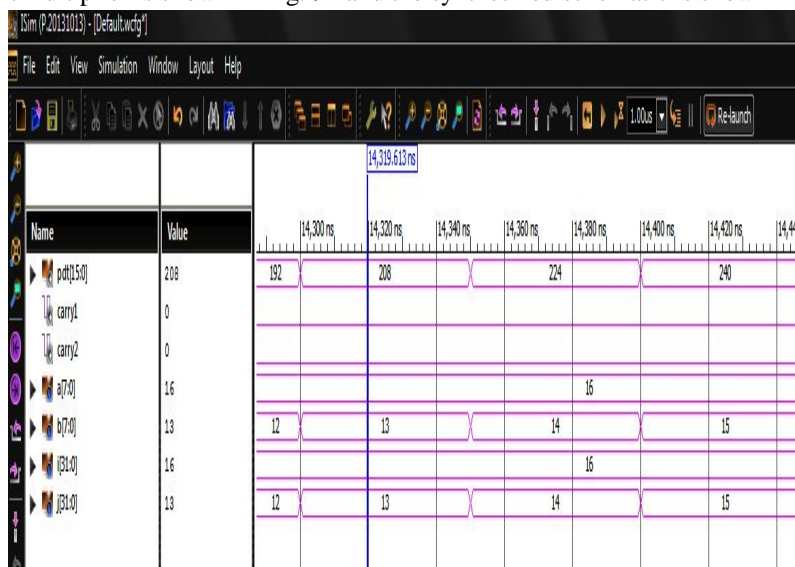 ISim (P.20131013) - [Default.wcfg*]
File Edit View Simulation Window Layout Help
1.00us Re-launch
14,319.613 ns
Name Value
14,300 ns 14,320 ns 14,340 ns 14,360 ns 14,380 ns 14,400 ns 14,420 ns
pdt[15:0] 208 192 208 224 240
carry1 0
carry2 0
a[7:0] 16 16
b[7:0] 13 12 13 14 15
i[31:0] 16 16
j[31:0] 13 12 13 14 15